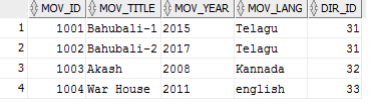 MOV_ID MOV_TITLE MOV_YEAR MOV_LANG DIR_ID
1 1001 Bahubali-1 2015 Telagu 31
2 1002 Bahubali-2 2017 Telagu 31
3 1003 Akash 2008 Kannada 32
4 1004 War House 2011 english 33